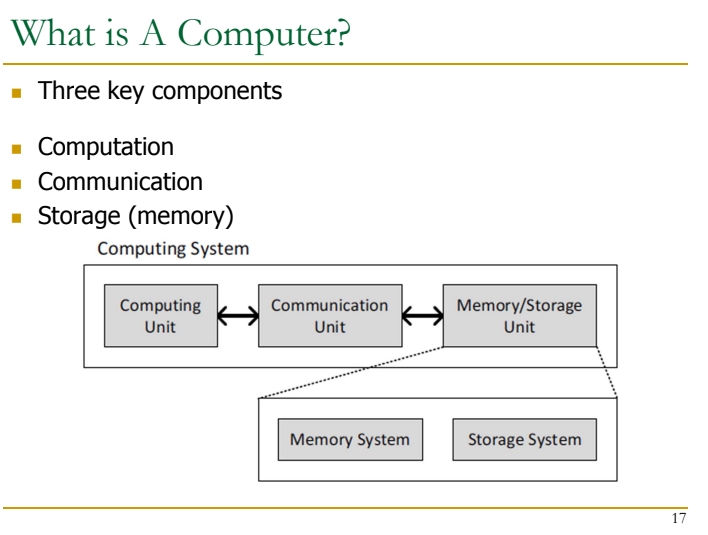 What is A Computer?
Three key components
Computation
Communication
Storage (memory)
Computing System
Computing
Unit
Communication
Unit
Memory/Storage
Unit
Memory System
Storage System
17